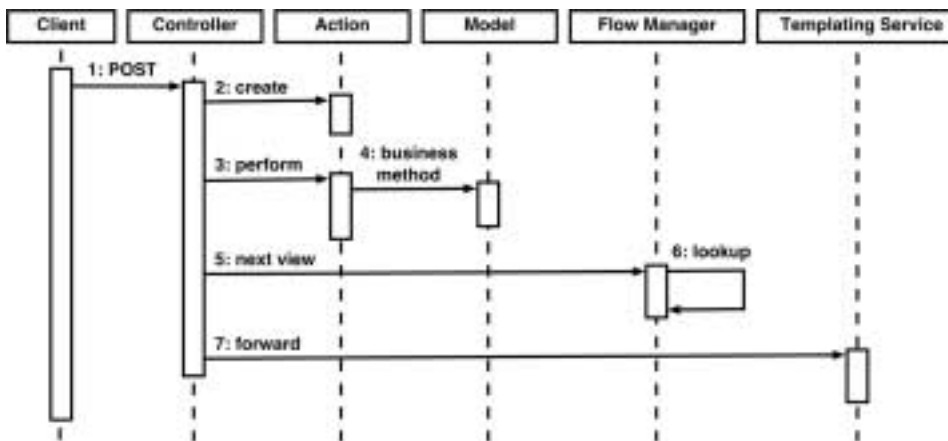 Client Controller Action Model Flow Manager Templating Service
1: POST
2: create
3: perform
4: business
method
5: next view
6: lookup
7: forward